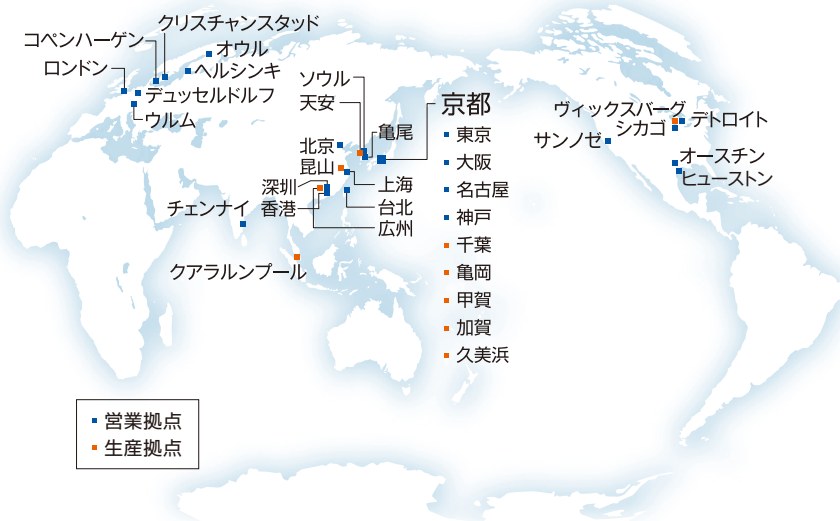 クリスチャンスタッド
コペンハーゲン
オウル
ロンドン
ヘルシンキ
デュッセルドルフ
ウルム
ソウル
天安
京都
亀尾
北京
昆山
深圳
上海
香港
台北
広州
チェンナイ
クアラルンプール
東京
大阪
名古屋
神戸
千葉
亀岡
甲賀
加賀
久美浜
ヴィックスバーグ
デトロイト
シカゴ
サンノゼ
オースチン
ヒューストン
営業拠点
生産拠点